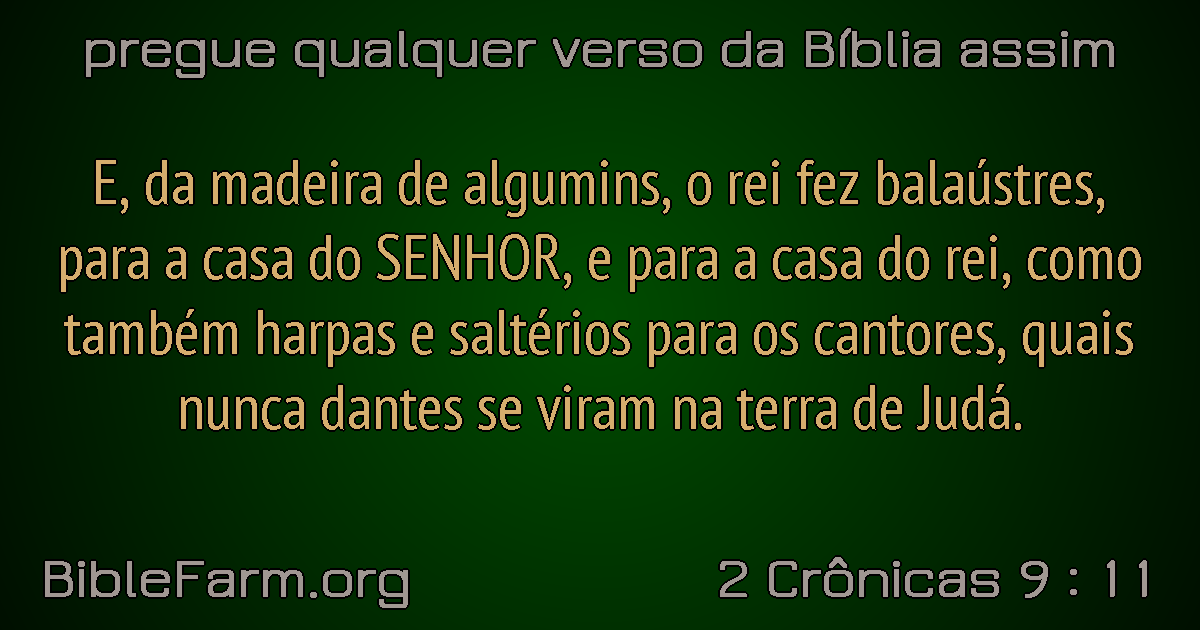 pregue qualquer verso da Bíblia assim
E, da madeira de algumins, o rei fez balaústres,
para a casa do SENHOR, e para a casa do rei, como
também harpas e saltérios para os cantores, quais
nunca dantes se viram na terra de Judá.
BibleFarm.org
2 Crônicas 9 : 11